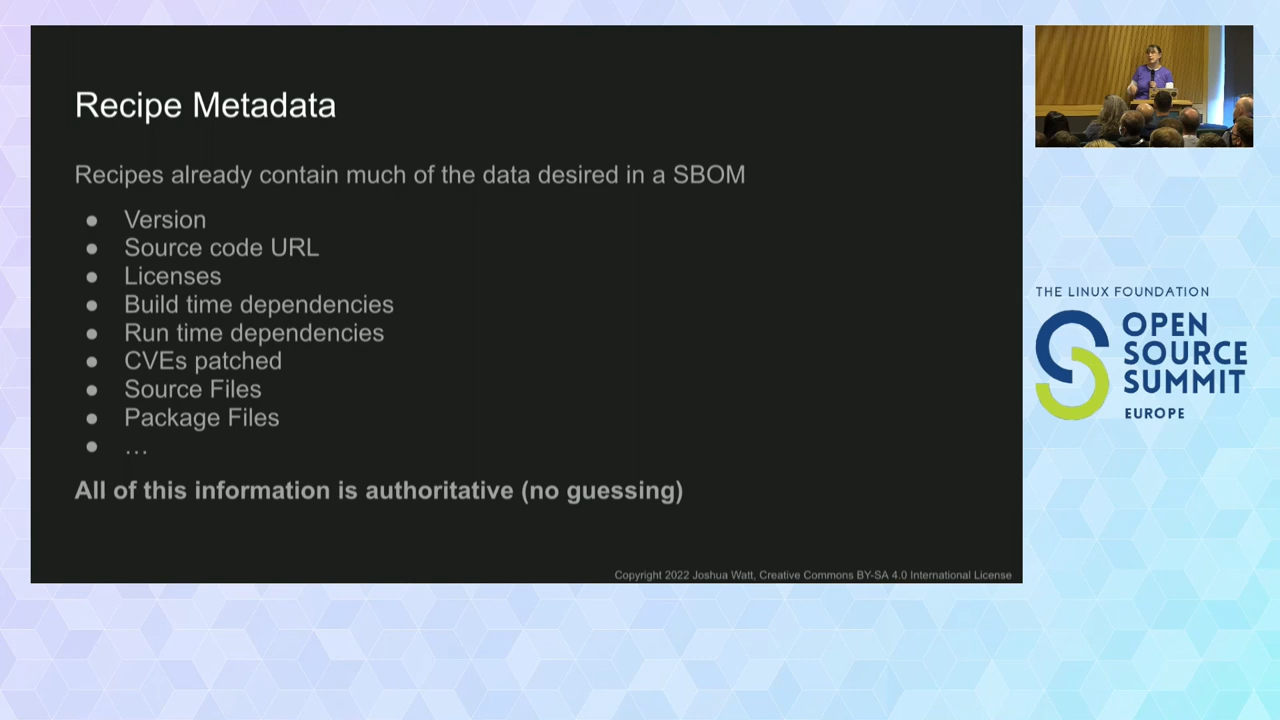 Recipe Metadata
Recipes already contain much of the data desired in a SBOM
● Version
● Source code URL
● Licenses
● Build time dependencies
● Run time dependencies
● CVEs patched
● Source Files
● Package Files
● …
All of this information is authoritative (no guessing)
Copyright 2022 Joshua Watt, Creative Commons BY-SA 4.0 International License
THE LINUX FOUNDATION
OPEN
SOURCE
SUMMIT
EUROPE